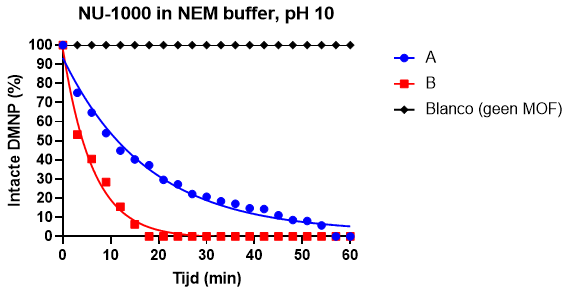 NU-1000 in NEM buffer, pH 10
Intacte DMNP (%)
100
90
80
70
60
50
40
30
20
10
0
0 10 20 30 40 50 60
Tijd (min)
A
B
Blanco (geen MOF)